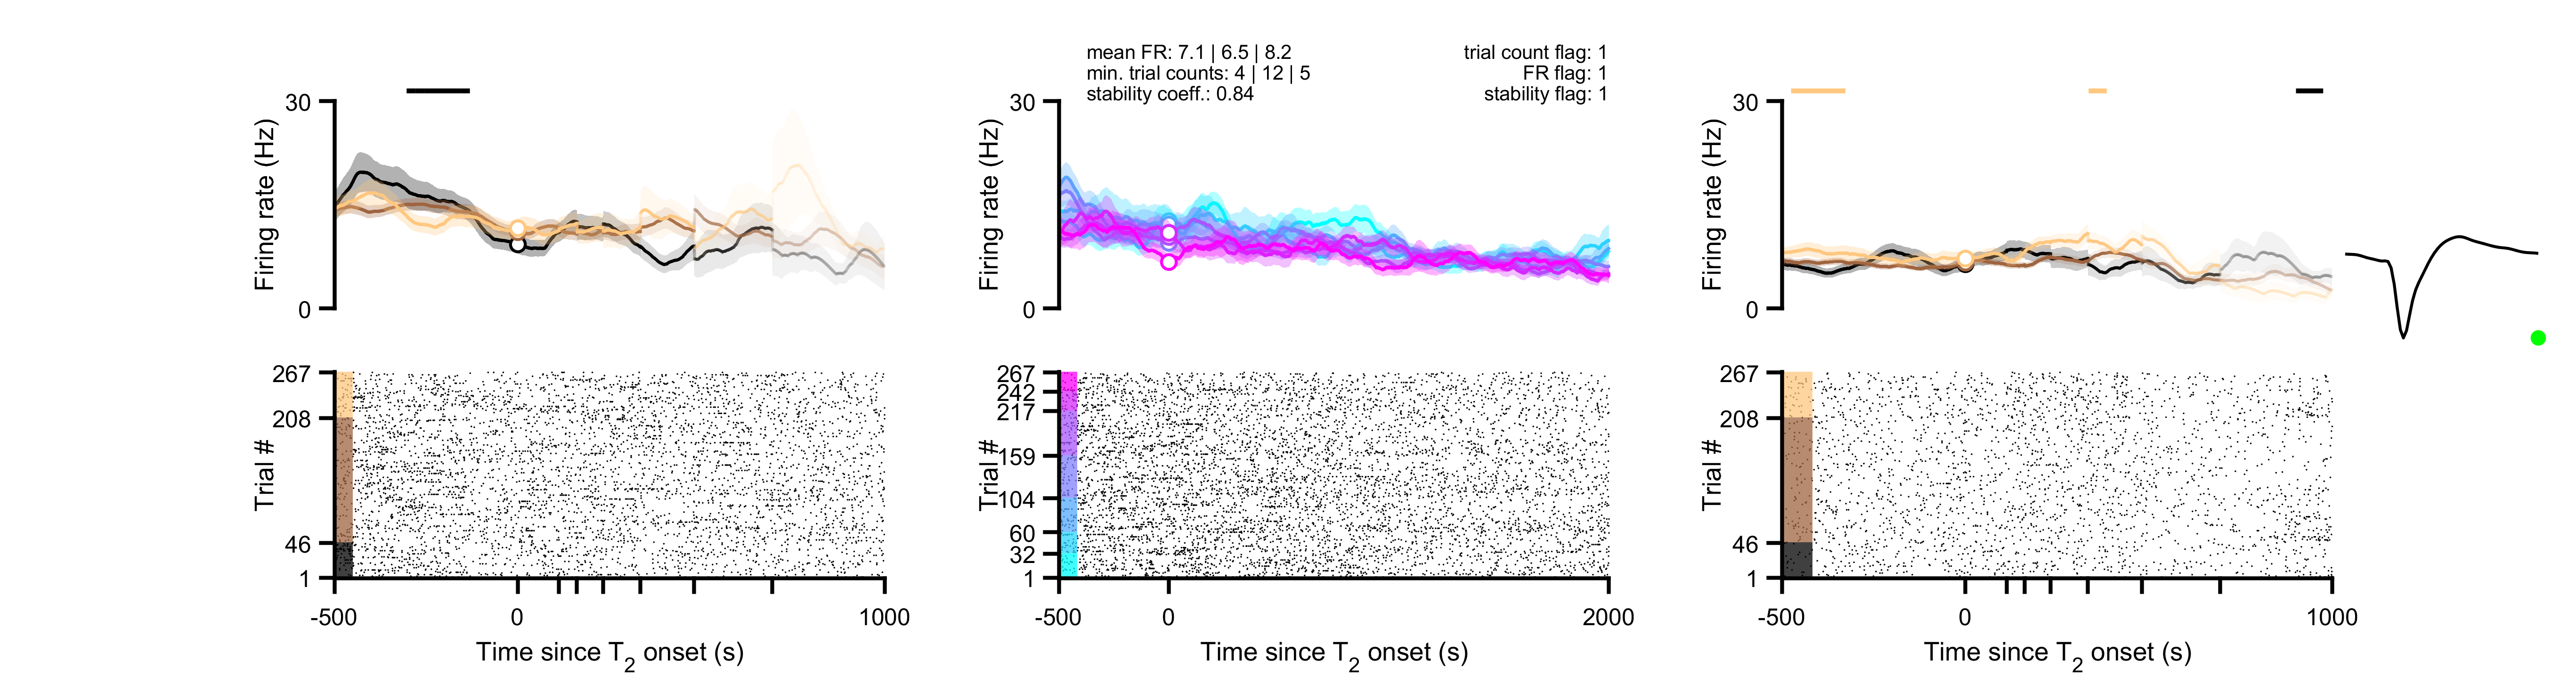 mean FR: 7.1 | 6.5 | 8.2
min. trial counts: 4 | 12 | 5
stability coeff.: 0.84
trial count flag: 1
FR flag: 1
stability flag: 1
30
Firing rate (Hz)
0
30
Firing rate (Hz)
0
30
Firing rate (Hz)
0
267
208
Trial #
46
1
-500
0
1000
Time since T2 onset (s)
267
242
217
Trial #
159
104
60
32
1
-500
0
2000
Time since T2 onset (s)
267
208
Trial #
46
1
-500
0
1000
Time since T2 onset (s)